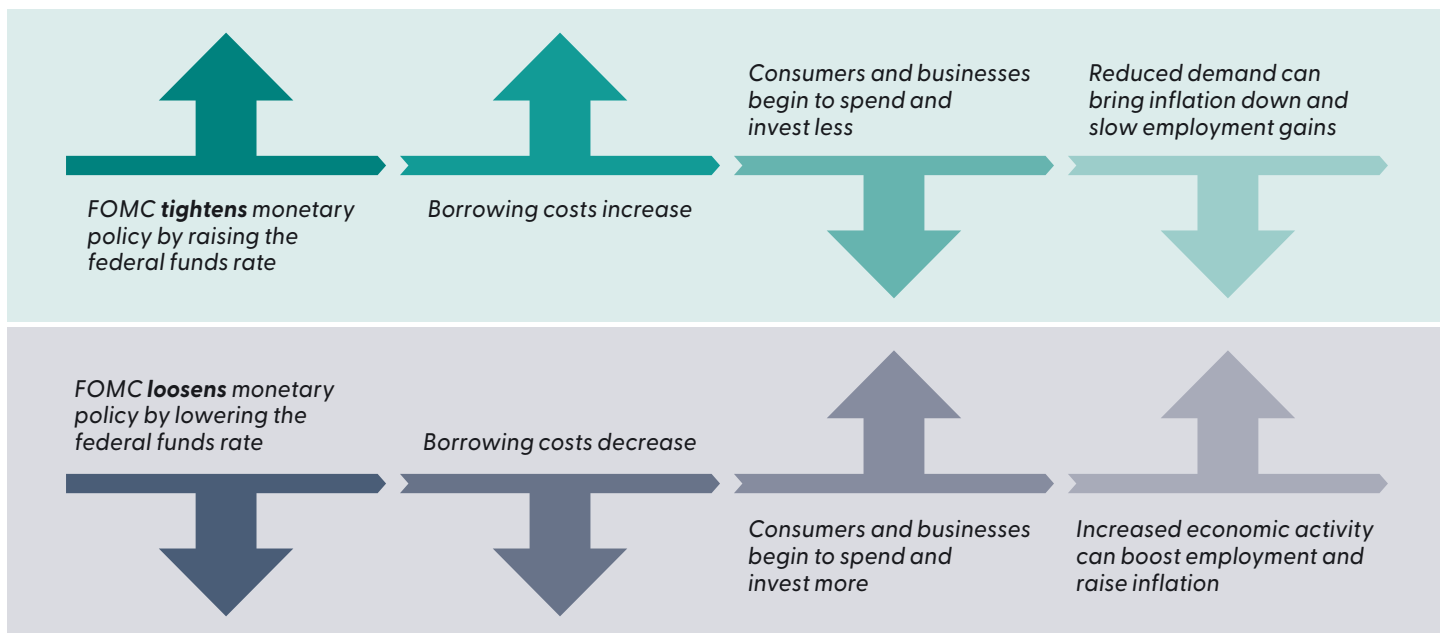 FOMC tightens monetary
policy by raising the
federal funds rate
Borrowing costs increase
Consumers and businesses
begin to spend and
invest less
Reduced demand can
bring inflation down and
slow employment gains
FOMC loosens monetary
policy by lowering the
federal funds rate
Borrowing costs decrease
Consumers and businesses
begin to spend and
invest more
Increased economic activity
can boost employment and
raise inflation